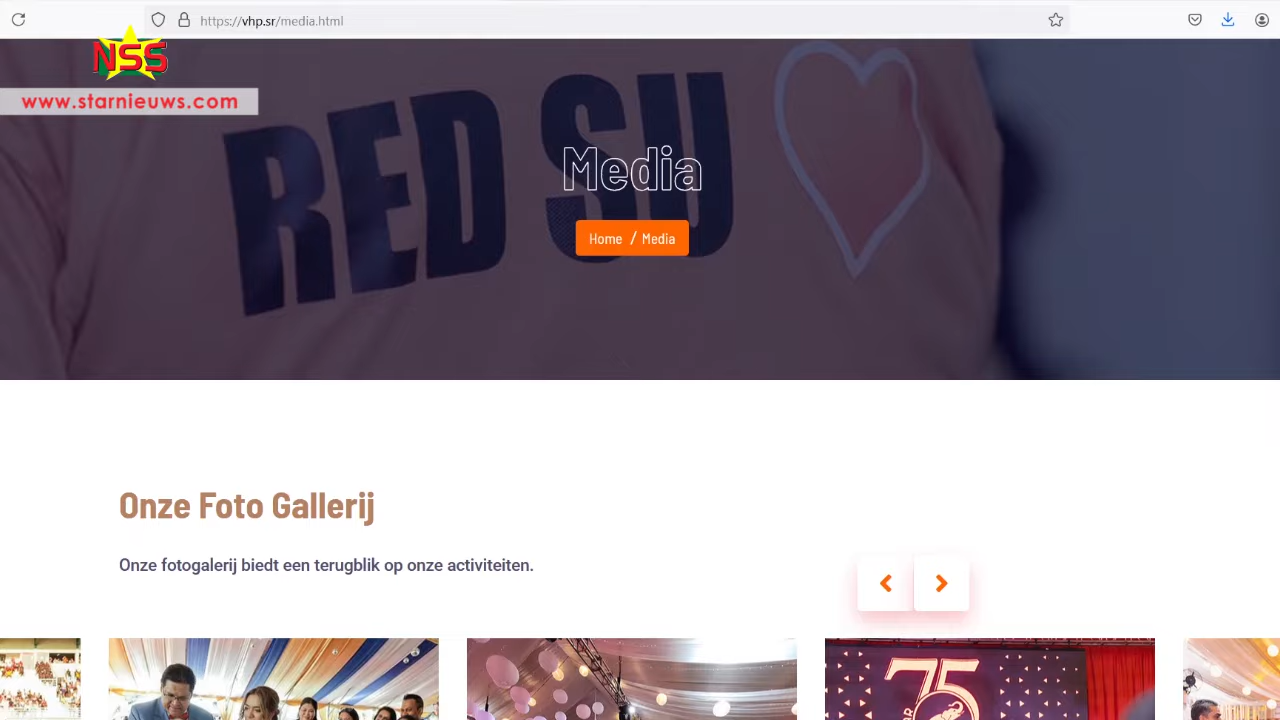 https://vhp.sr/media.html
NSS
www.starnieuws.com
RED SU
Media
Home / Media
Onze Foto Gallerij
Onze fotogalerij biedt een terugblik op onze activiteiten.
75